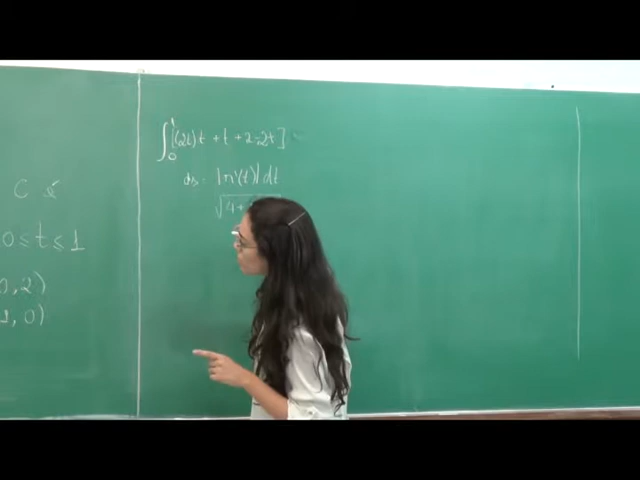 C é
0 ≤ t ≤ 1
0, 2)
1, 0)
∫₀¹ [(2t)t + t + 2 - 2t]
ds = |r'(t)| dt
√4 +